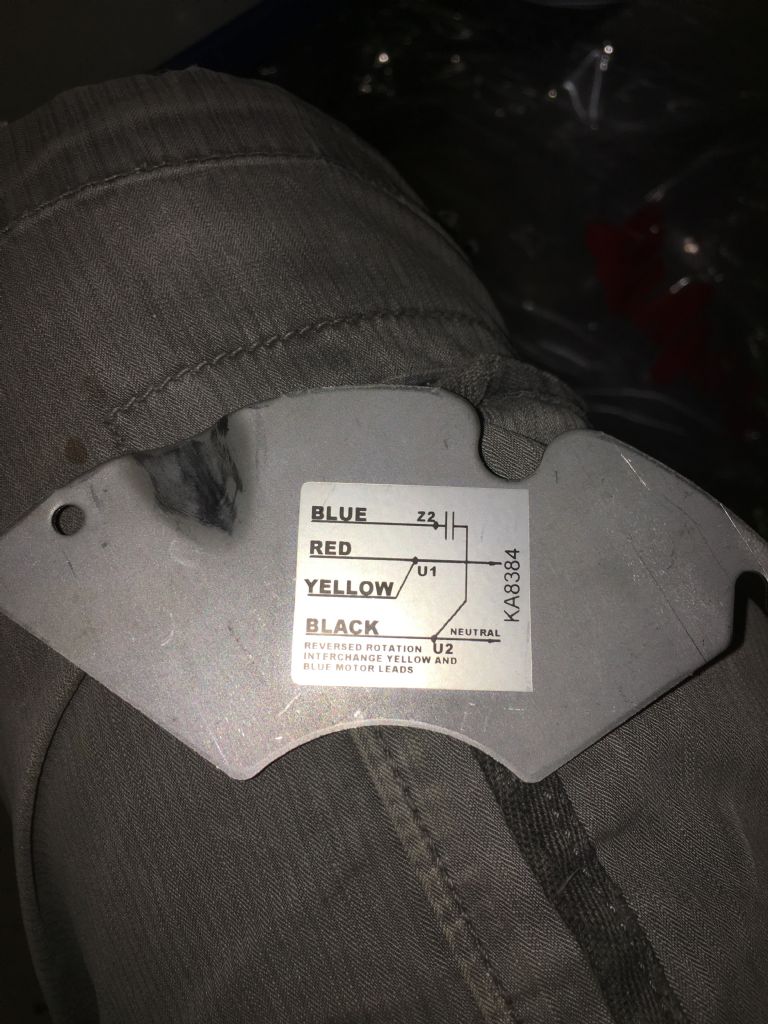 BLUE Z2
RED
U1
YELLOW
BLACK NEUTRAL
U2
REVERSED ROTATION
INTERCHANGE YELLOW AND
BLUE MOTOR LEADS
KA8384